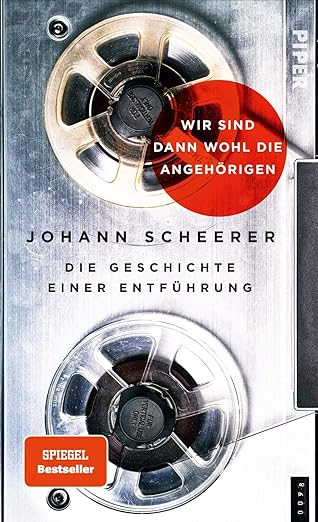 PIPER
WIR SIND
DANN WOHL DIE
ANGEHÖRIGEN
JOHANN SCHEERER
DIE GESCHICHTE
EINER ENTFÜHRUNG
SPIEGEL
Bestseller